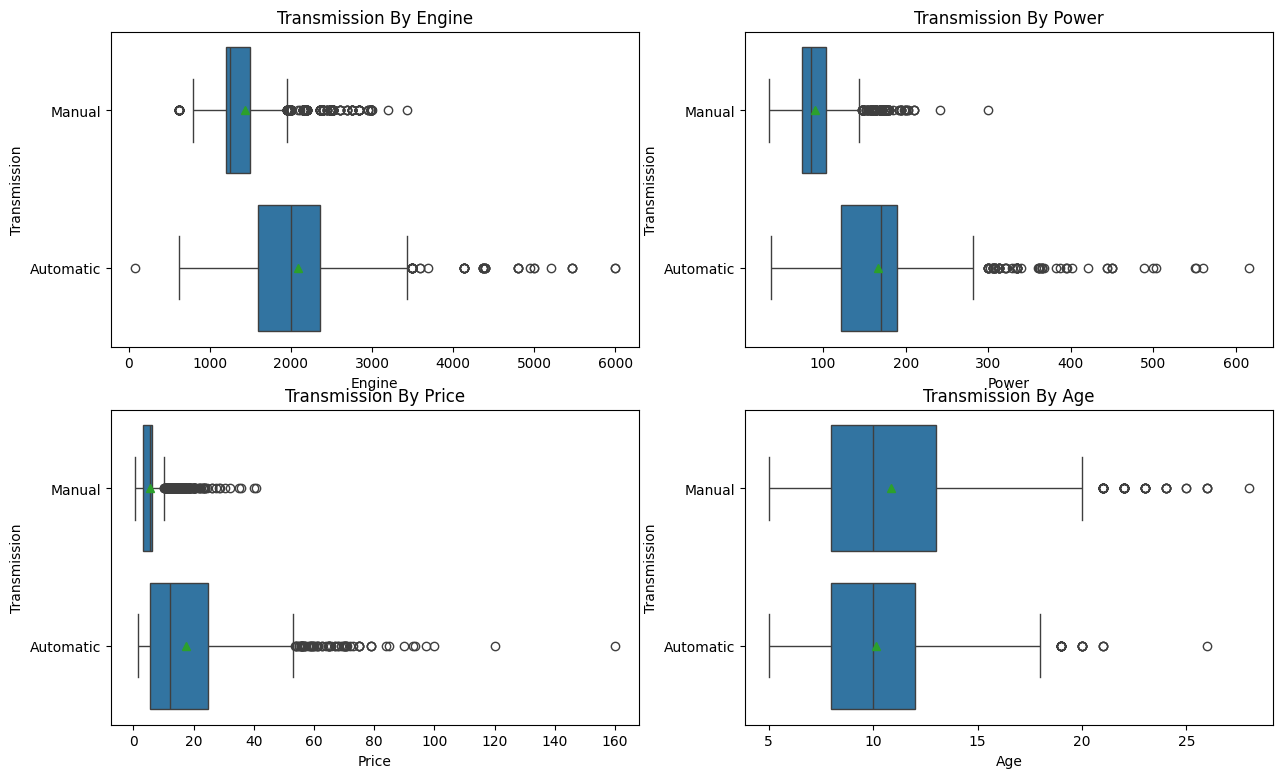 Transmission By Engine
Transmission
Manual
Automatic
0 1000 2000 3000 4000 5000 6000
Engine
Transmission By Power
Transmission
Manual
Automatic
100 200 300 400 500 600
Power
Transmission By Price
Transmission
Manual
Automatic
0 20 40 60 80 100 120 140 160
Price
Transmission By Age
Transmission
Manual
Automatic
5 10 15 20 25
Age